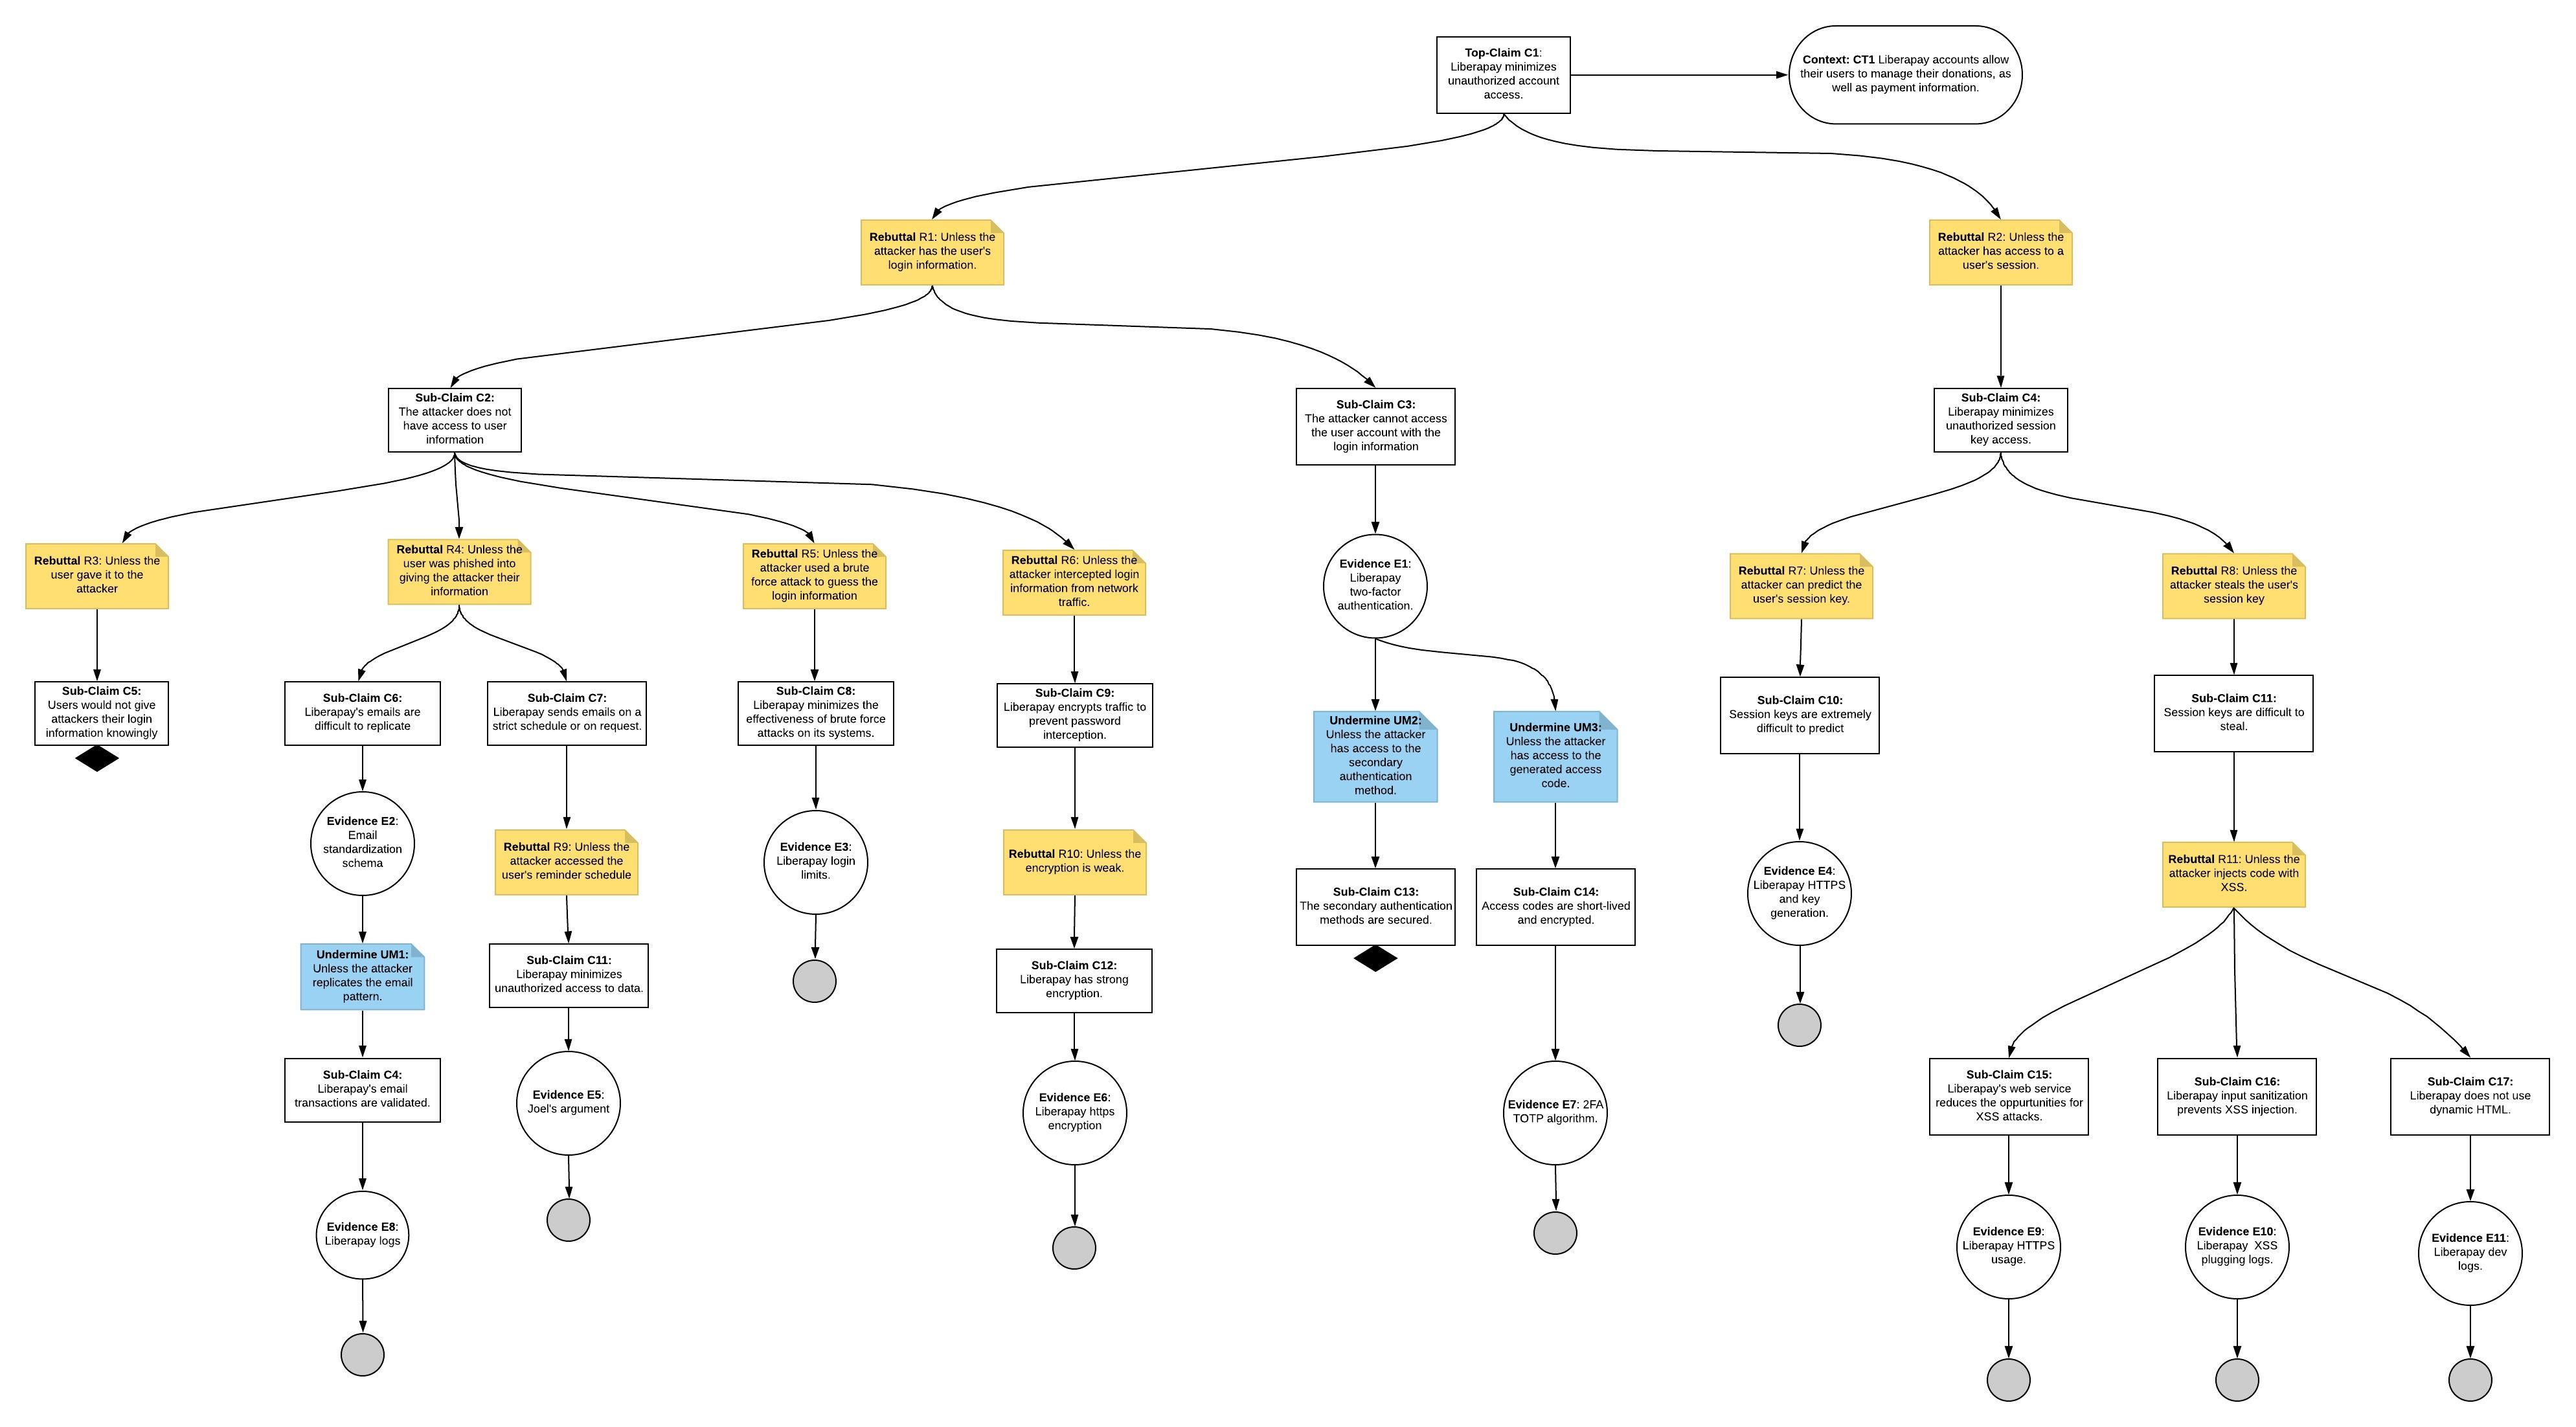 Top-Claim C1:
Liberapay minimizes
unauthorized account
access.
Context: CT1 Liberapay accounts allow
their users to manage their donations, as
well as payment information.
Rebuttal R1: Unless the
attacker has the user's
login information.
Rebuttal R2: Unless the
attacker has access to a
user's session.
Sub-Claim C2:
The attacker does not
have access to user
information
Sub-Claim C3:
The attacker cannot access
the user account with the
login information
Sub-Claim C4:
Liberapay minimizes
unauthorized session
key access.
Rebuttal R3: Unless the
user gave it to the
attacker
Rebuttal R4: Unless the
user was phished into
giving the attacker their
information
Rebuttal R5: Unless the
attacker used a brute
force attack to guess the
login information
Rebuttal R6: Unless the
attacker intercepted login
information from network
traffic.
Evidence E1:
Liberapay
two-factor
authentication.
Rebuttal R7: Unless the
attacker can predict the
user's session key.
Rebuttal R8: Unless the
attacker steals the user's
session key
Sub-Claim C5:
Users would not give
attackers their login
information knowingly
Sub-Claim C6:
Liberapay's emails are
difficult to replicate
Sub-Claim C7:
Liberapay sends emails on a
strict schedule or on request.
Sub-Claim C8:
Liberapay minimizes the
effectiveness of brute force
attacks on its systems.
Sub-Claim C9:
Liberapay encrypts traffic to
prevent password
interception.
Undermine UM2:
Unless the attacker
has access to the
secondary
authentication
method.
Undermine UM3:
Unless the attacker
has access to the
generated access
code.
Sub-Claim C10:
Session keys are extremely
difficult to predict
Sub-Claim C11:
Session keys are difficult to
steal.
Evidence E2:
Email
standardization
schema
Rebuttal R9: Unless the
attacker accessed the
user's reminder schedule
Evidence E3:
Liberapay login
limits.
Rebuttal R10: Unless the
encryption is weak.
Sub-Claim C13:
The secondary authentication
methods are secured.
Sub-Claim C14:
Access codes are short-lived
and encrypted.
Evidence E4:
Liberapay HTTPS
and key
generation.
Rebuttal R11: Unless the
attacker injects code with
XSS.
Undermine UM1:
Unless the attacker
replicates the email
pattern.
Sub-Claim C11:
Liberapay minimizes
unauthorized access to data.
Sub-Claim C12:
Liberapay has strong
encryption.
Sub-Claim C4:
Liberapay's email
transactions are validated.
Evidence E5:
Joel's argument
Evidence E6:
Liberapay https
encryption
Evidence E7: 2FA
TOTP algorithm.
Sub-Claim C15:
Liberapay's web service
reduces the oppurtunities for
XSS attacks.
Sub-Claim C16:
Liberapay input sanitization
prevents XSS injection.
Sub-Claim C17:
Liberapay does not use
dynamic HTML.
Evidence E8:
Liberapay logs
Evidence E9:
Liberapay HTTPS
usage.
Evidence E10:
Liberapay XSS
plugging logs.
Evidence E11:
Liberapay dev
logs.